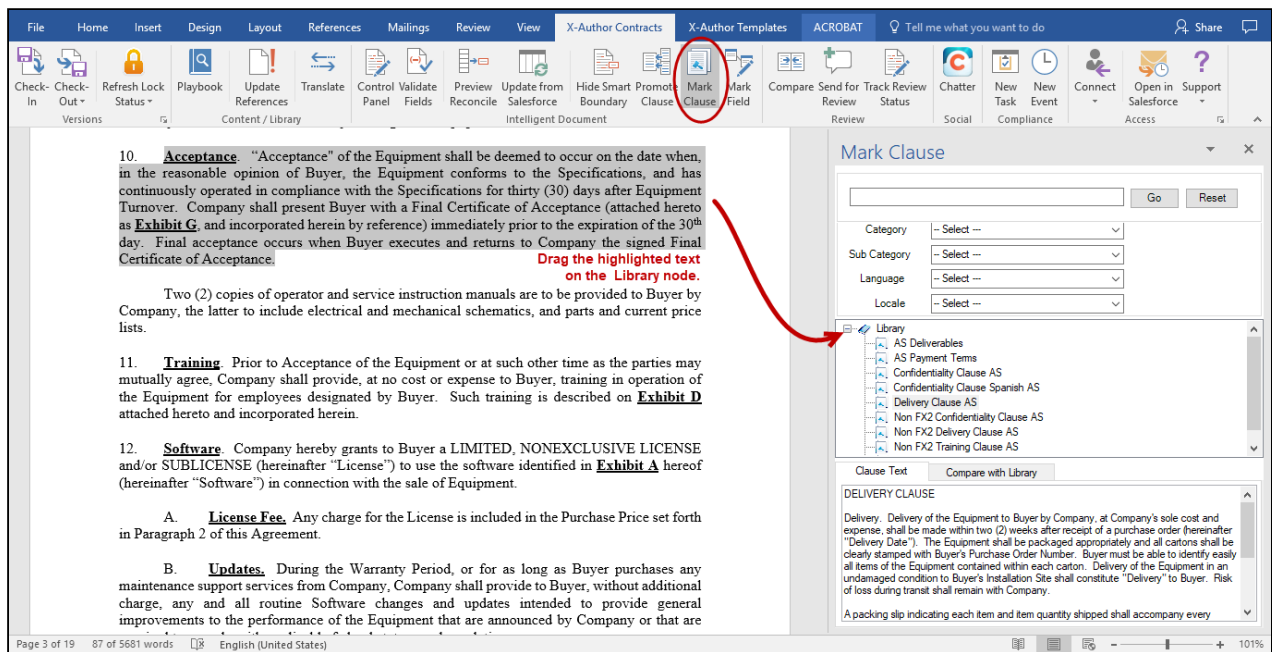 File Home Insert Design Layout References Mailings Review View X-Author Contracts X-Author Templates ACROBAT Tell me what you want to do Share
Check-In Check-Out Refresh Lock Status Playbook Update References Translate Control Panel Validate Fields Preview Reconcile Update from Salesforce Hide Smart Boundary Promote Clause Mark Clause Mark Field Compare Send for Review Track Review Status Chatter New Task New Event Connect Open in Salesforce Support
Versions Content / Library Intelligent Document Review Social Compliance Access
10. Acceptance. “Acceptance" of the Equipment shall be deemed to occur on the date when,
in the reasonable opinion of Buyer, the Equipment conforms to the Specifications, and has
continuously operated in compliance with the Specifications for thirty (30) days after Equipment
Turnover. Company shall present Buyer with a Final Certificate of Acceptance (attached hereto
as Exhibit G, and incorporated herein by reference) immediately prior to the expiration of the 30th
day. Final acceptance occurs when Buyer executes and returns to Company the signed Final
Certificate of Acceptance.
Drag the highlighted text
on the Library node.
Two (2) copies of operator and service instruction manuals are to be provided to Buyer by
Company, the latter to include electrical and mechanical schematics, and parts and current price
lists.
11. Training. Prior to Acceptance of the Equipment or at such other time as the parties may
mutually agree, Company shall provide, at no cost or expense to Buyer, training in operation of
the Equipment for employees designated by Buyer. Such training is described on Exhibit D
attached hereto and incorporated herein.
12. Software. Company hereby grants to Buyer a LIMITED, NONEXCLUSIVE LICENSE
and/or SUBLICENSE (hereinafter “License”) to use the software identified in Exhibit A hereof
(hereinafter “Software”) in connection with the sale of Equipment.
A. License Fee. Any charge for the License is included in the Purchase Price set forth
in Paragraph 2 of this Agreement.
B. Updates. During the Warranty Period, or for as long as Buyer purchases any
maintenance support services from Company, Company shall provide to Buyer, without additional
charge, any and all routine Software changes and updates intended to provide general
improvements to the performance of the Equipment that are announced by Company or that are
Mark Clause
Go Reset
Category -- Select ---
Sub Category -- Select ---
Language -- Select ---
Locale -- Select ---
Library
AS Deliverables
AS Payment Terms
Confidentiality Clause AS
Confidentiality Clause Spanish AS
Delivery Clause AS
Non FX2 Confidentiality Clause AS
Non FX2 Delivery Clause AS
Non FX2 Training Clause AS
Clause Text Compare with Library
DELIVERY CLAUSE
Delivery. Delivery of the Equipment to Buyer by Company, at Company's sole cost and
expense, shall be made within two (2) weeks after receipt of a purchase order (hereinafter
"Delivery Date"). The Equipment shall be packaged appropriately and all cartons shall be
clearly stamped with Buyer's Purchase Order Number. Buyer must be able to identify easily
all items of the Equipment contained within each carton. Delivery of the Equipment in an
undamaged condition to Buyer's Installation Site shall constitute "Delivery" to Buyer. Risk
of loss during transit shall remain with Company.
A packing slip indicating each item and item quantity shipped shall accompany every
Page 3 of 19 87 of 5681 words English (United States) 101%